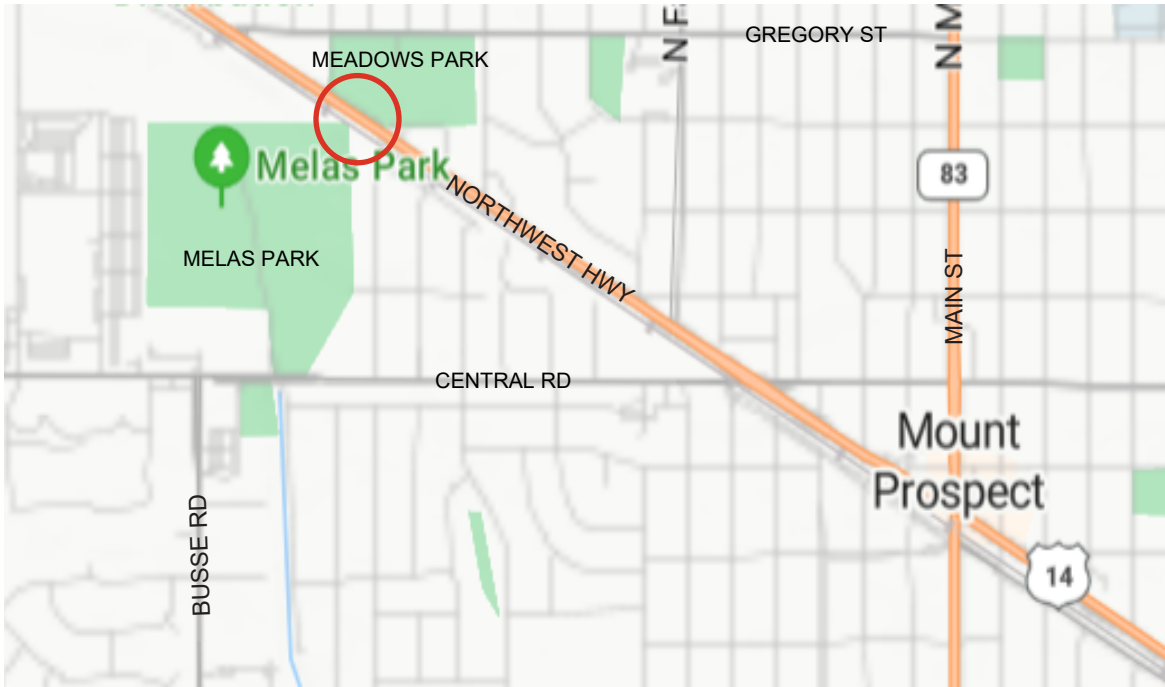 GREGORY ST
MEADOWS PARK
N F
N M
Melas Park
83
NORTHWEST HWY
MELAS PARK
MAIN ST
CENTRAL RD
Mount
Prospect
BUSSE RD
14